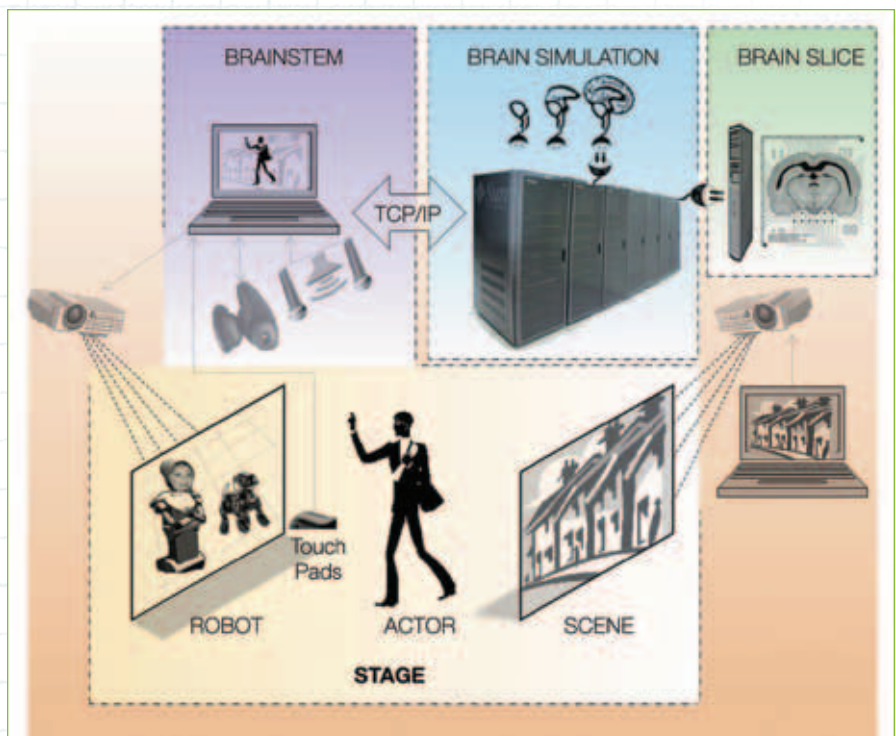 BRAINSTEM
BRAIN SIMULATION
BRAIN SLICE
TCP/IP
Touch
Pads
ROBOT
ACTOR
SCENE
STAGE